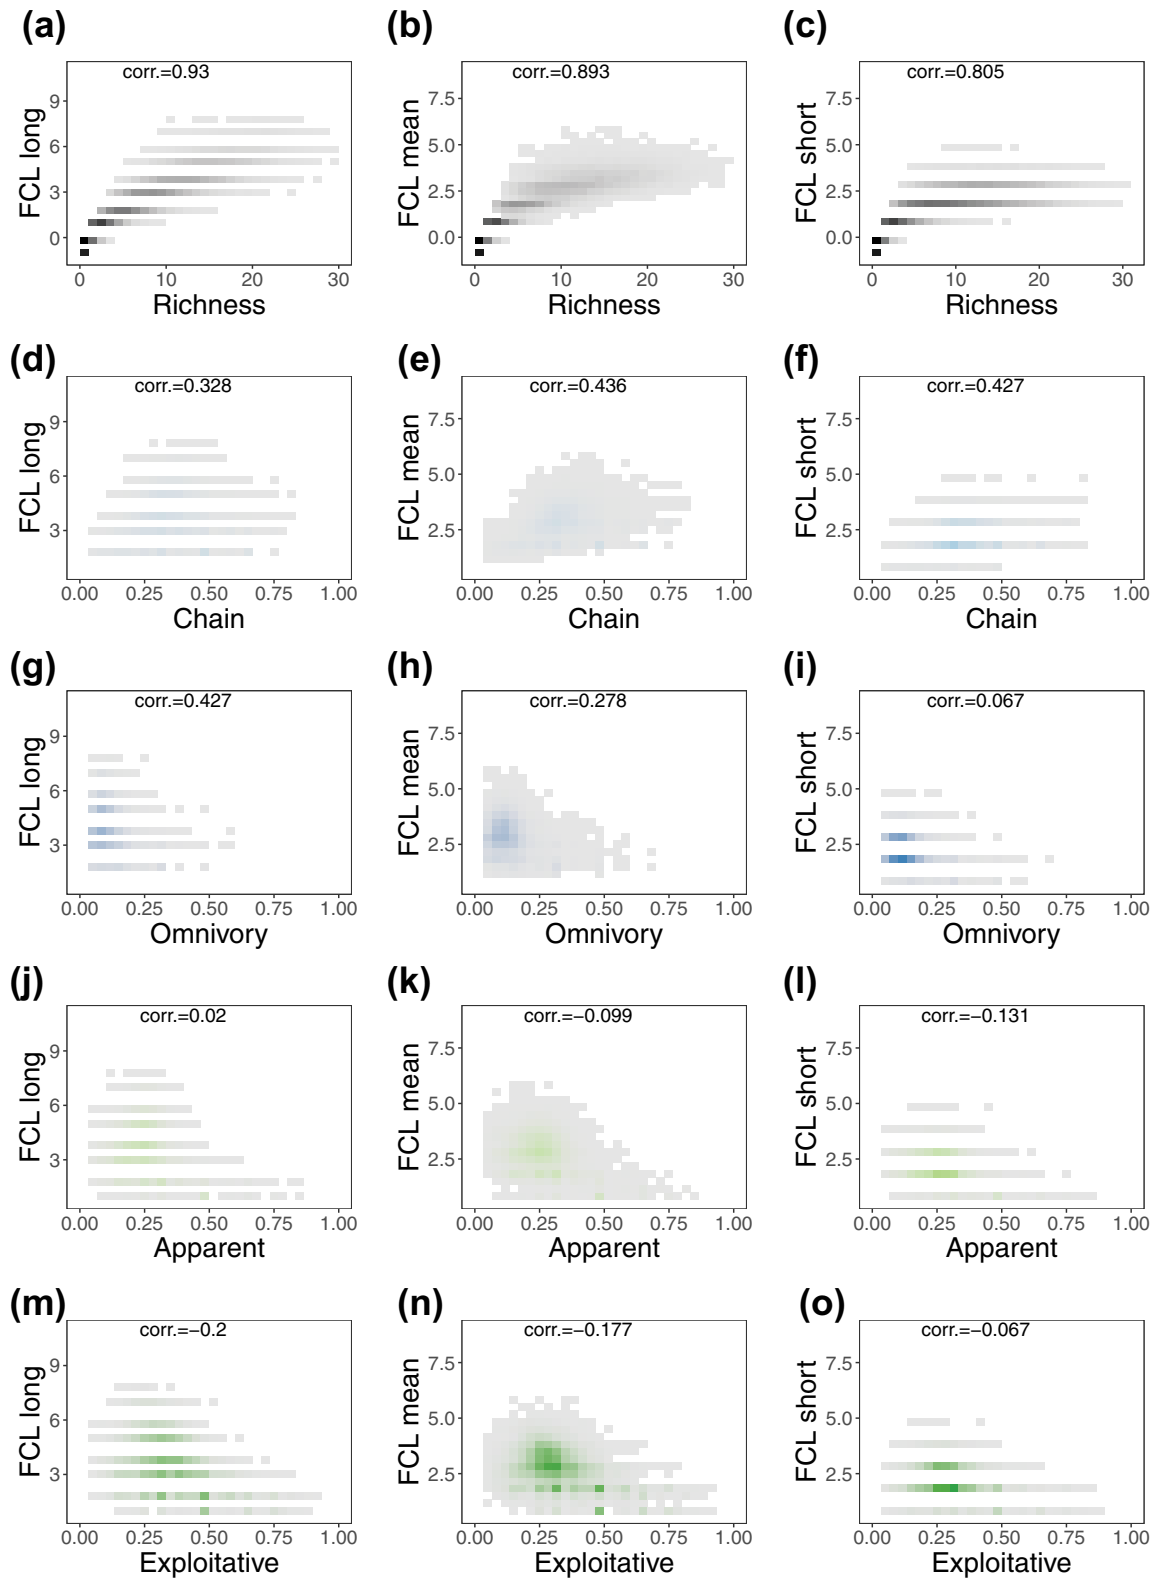 (a)
(b)
(c)
corr.=0.93
corr.=0.893
corr.=0.805
FCL long
9
6
3
0
FCL mean
7.5
5.0
2.5
0.0
FCL short
7.5
5.0
2.5
0.0
0 10 20 30
0 10 20 30
0 10 20 30
Richness
Richness
Richness
(d)
(e)
(f)
corr.=0.328
corr.=0.436
corr.=0.427
FCL long
9
6
3
FCL mean
7.5
5.0
2.5
FCL short
7.5
5.0
2.5
0.00 0.25 0.50 0.75 1.00
0.00 0.25 0.50 0.75 1.00
0.00 0.25 0.50 0.75 1.00
Chain
Chain
Chain
(g)
(h)
(i)
corr.=0.427
corr.=0.278
corr.=0.067
FCL long
9
6
3
FCL mean
7.5
5.0
2.5
FCL short
7.5
5.0
2.5
0.00 0.25 0.50 0.75 1.00
0.00 0.25 0.50 0.75 1.00
0.00 0.25 0.50 0.75 1.00
Omnivory
Omnivory
Omnivory
(j)
(k)
(l)
corr.=0.02
corr.=−0.099
corr.=−0.131
FCL long
9
6
3
FCL mean
7.5
5.0
2.5
FCL short
7.5
5.0
2.5
0.00 0.25 0.50 0.75 1.00
0.00 0.25 0.50 0.75 1.00
0.00 0.25 0.50 0.75 1.00
Apparent
Apparent
Apparent
(m)
(n)
(o)
corr.=−0.2
corr.=−0.177
corr.=−0.067
FCL long
9
6
3
FCL mean
7.5
5.0
2.5
FCL short
7.5
5.0
2.5
0.00 0.25 0.50 0.75 1.00
0.00 0.25 0.50 0.75 1.00
0.00 0.25 0.50 0.75 1.00
Exploitative
Exploitative
Exploitative